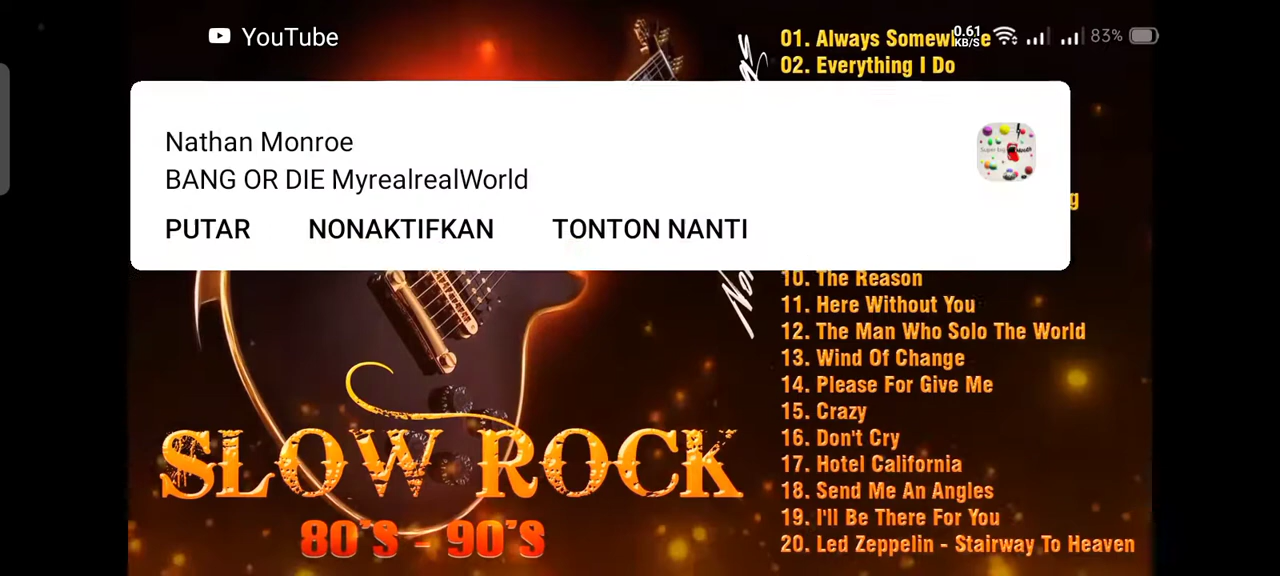 YouTube
0.61
KB/S
83%
01. Always Somewhere
02. Everything I Do
Nathan Monroe
BANG OR DIE MyrealrealWorld
PUTAR NONAKTIFKAN TONTON NANTI
10. The Reason
11. Here Without You
12. The Man Who Solo The World
13. Wind Of Change
14. Please For Give Me
15. Crazy
16. Don't Cry
17. Hotel California
18. Send Me An Angles
19. I'll Be There For You
20. Led Zeppelin - Stairway To Heaven
SLOW ROCK
80'S - 90'S